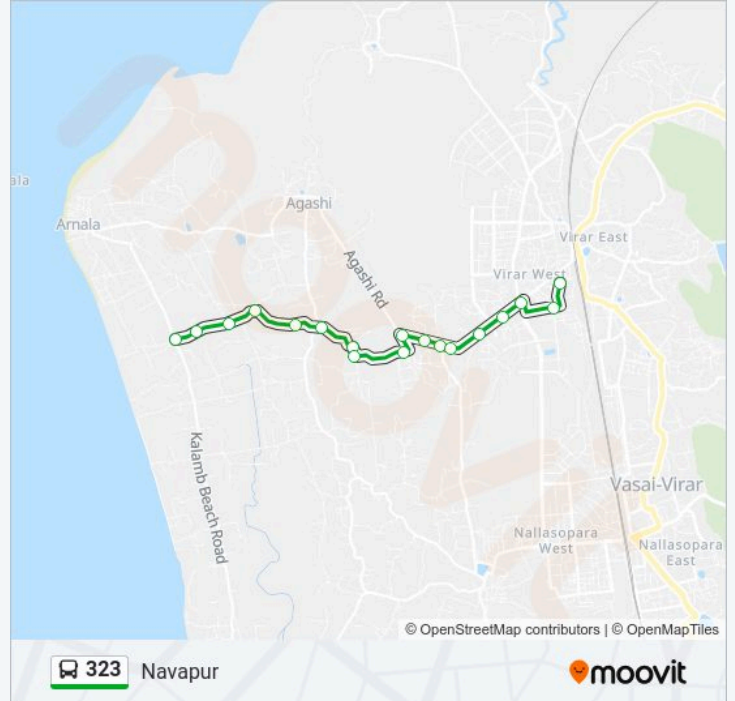 ala
Arnala
Agashi
Agashi Rd
Virar East
Virar West
Kalamb Beach Road
Vasai-Virar
Nallasopara
West
Nallasopara
East
moovit
© OpenStreetMap contributors | © OpenMapTiles
323 Navapur
moovit